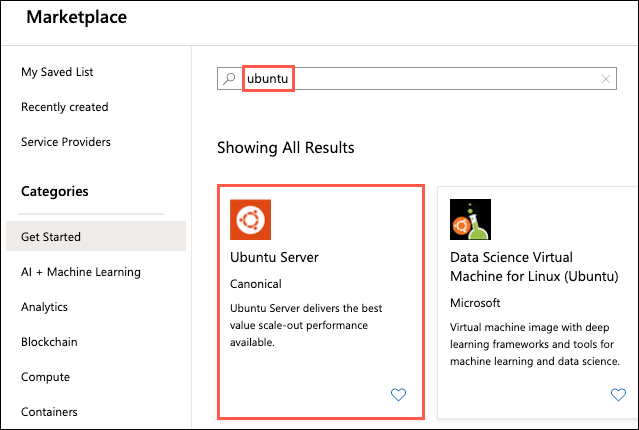 Marketplace
My Saved List
Recently created
Service Providers
Categories
Get Started
AI + Machine Learning
Analytics
Blockchain
Compute
Containers
ubuntu
Showing All Results
Ubuntu Server
Canonical
Ubuntu Server delivers the best
value scale-out performance
available.
Data Science Virtual
Machine for Linux (Ubuntu)
Microsoft
Virtual machine image with deep
learning frameworks and tools for
machine learning and data science.